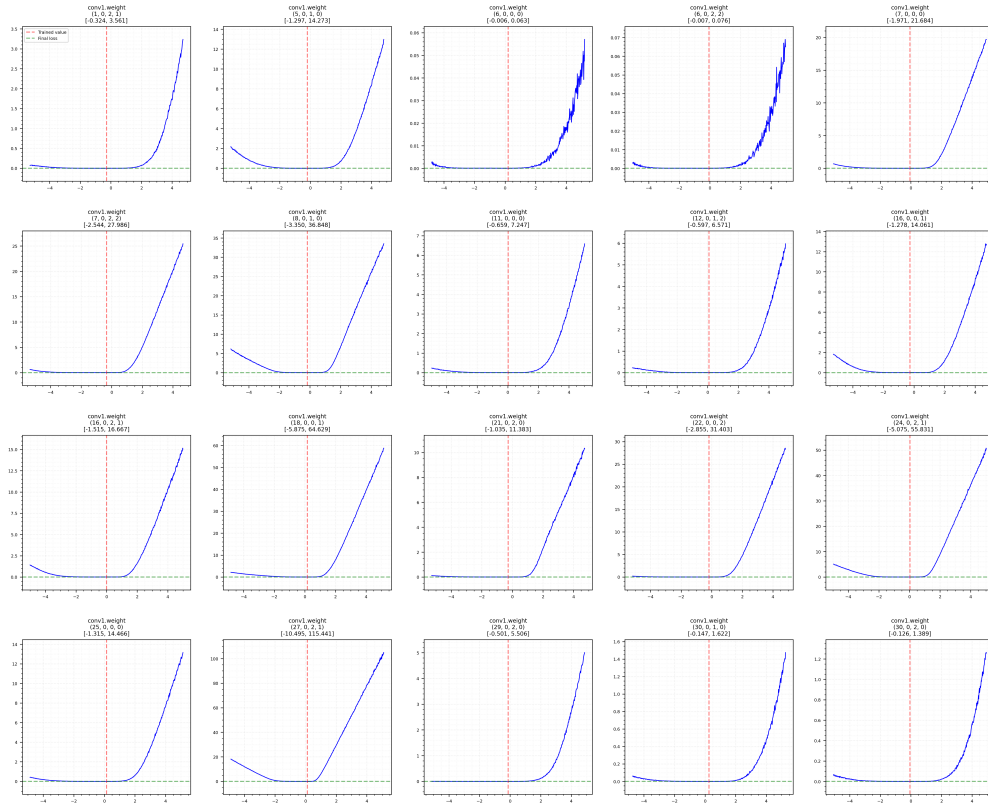 conv1.weight
(1, 0, 2, 1)
[-0.324, 3.561]
Trained value
Final loss
conv1.weight
(5, 0, 1, 0)
[-1.297, 14.273]
conv1.weight
(6, 0, 0, 0)
[-0.006, 0.063]
conv1.weight
(6, 0, 2, 2)
[-0.007, 0.076]
conv1.weight
(7, 0, 0, 0)
[-1.971, 21.684]
conv1.weight
(7, 0, 2, 2)
[-2.544, 27.986]
conv1.weight
(8, 0, 1, 0)
[-3.350, 36.848]
conv1.weight
(11, 0, 0, 0)
[-0.659, 7.247]
conv1.weight
(12, 0, 1, 2)
[-0.597, 6.571]
conv1.weight
(16, 0, 0, 1)
[-1.278, 14.061]
conv1.weight
(16, 0, 2, 1)
[-1.515, 16.667]
conv1.weight
(18, 0, 0, 1)
[-5.875, 64.629]
conv1.weight
(21, 0, 2, 0)
[-1.035, 11.383]
conv1.weight
(22, 0, 0, 2)
[-2.855, 31.403]
conv1.weight
(24, 0, 2, 1)
[-5.075, 55.831]
conv1.weight
(25, 0, 0, 0)
[-1.315, 14.466]
conv1.weight
(27, 0, 2, 1)
[-10.495, 115.441]
conv1.weight
(29, 0, 2, 0)
[-0.501, 5.506]
conv1.weight
(30, 0, 1, 0)
[-0.147, 1.622]
conv1.weight
(30, 0, 2, 0)
[-0.126, 1.389]